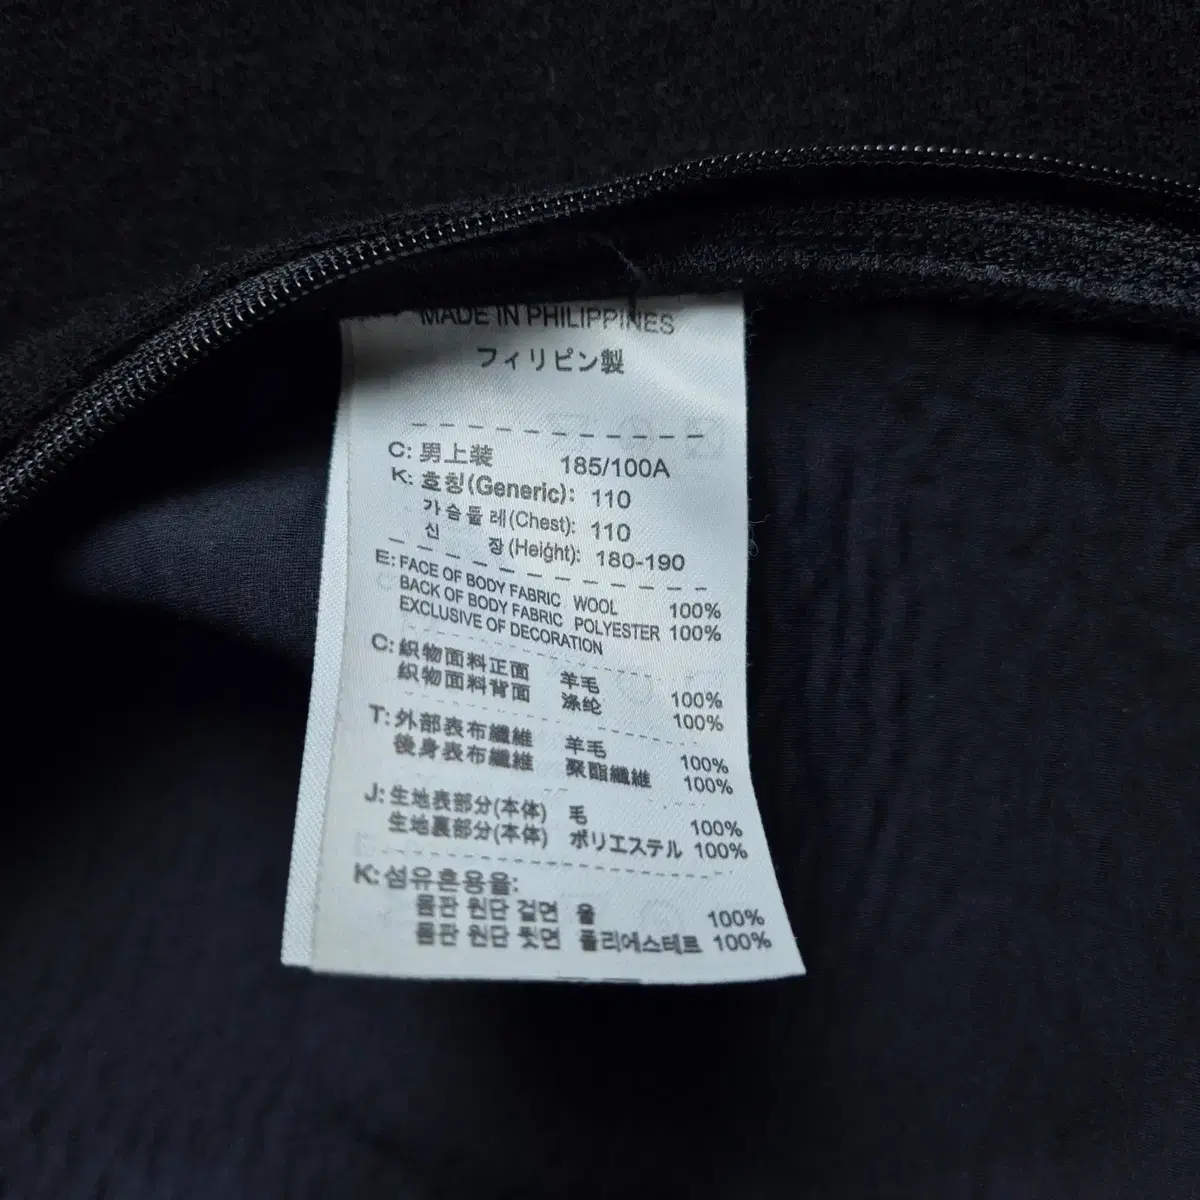 MADE IN PHILIPPINES
フィリピン製
C: 男上装 185/100A
K: 호칭(Generic): 110
가슴둘레(Chest): 110
신 장(Height): 180-190
E: FACE OF BODY FABRIC WOOL 100%
BACK OF BODY FABRIC POLYESTER 100%
EXCLUSIVE OF DECORATION
C: 织物面料正面 羊毛 100%
织物面料背面 涤纶 100%
T: 外部表布纖維 羊毛 100%
後身表布纖維 聚酯纖維 100%
J: 生地表部分(本体) 毛 100%
生地裏部分(本体) ポリエステル 100%
K: 섬유혼용율:
몸판 원단 겉면 울 100%
몸판 원단 뒷면 폴리에스테르 100%